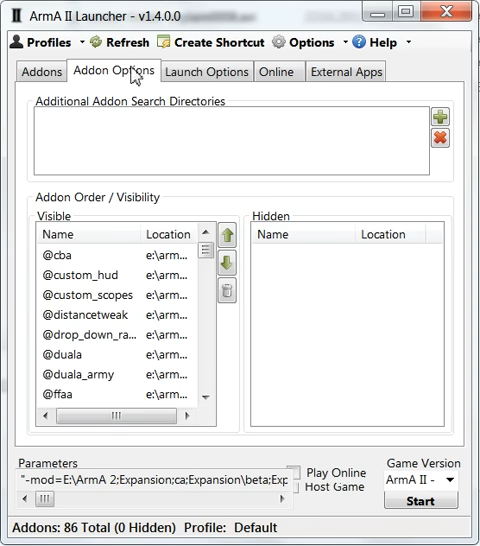 ArmA II Launcher - v1.4.0.0
Profiles Refresh Create Shortcut Options Help
Addons Addon Options Launch Options Online External Apps
Additional Addon Search Directories
Addon Order / Visibility
Visible Hidden
Name Location Name Location
@cba e:\arm...
@custom_hud e:\arm...
@custom_scopes e:\arm...
@distancetweak e:\arm...
@drop_down_ra... e:\arm...
@duala e:\arm...
@duala_army e:\arm...
@ffaa e:\arm...
Parameters Game Version
"-mod=E:\ArmA 2;Expansion;ca;Expansion\beta;Exp Play Online ArmA II -
Host Game
Start
Addons: 86 Total (0 Hidden) Profile: Default